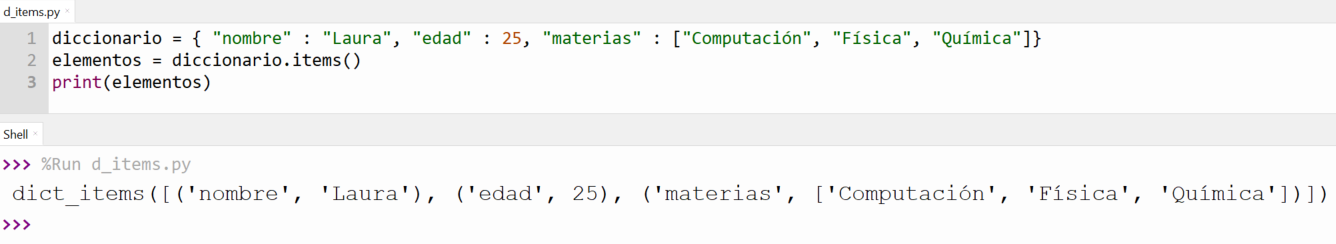 d_items.py ×
1 diccionario = { "nombre" : "Laura", "edad" : 25, "materias" : ["Computación", "Física", "Química"]}
2 elementos = diccionario.items()
3 print(elementos)
Shell ×
>>> %Run d_items.py
dict_items([('nombre', 'Laura'), ('edad', 25), ('materias', ['Computación', 'Física', 'Química'])])
>>>